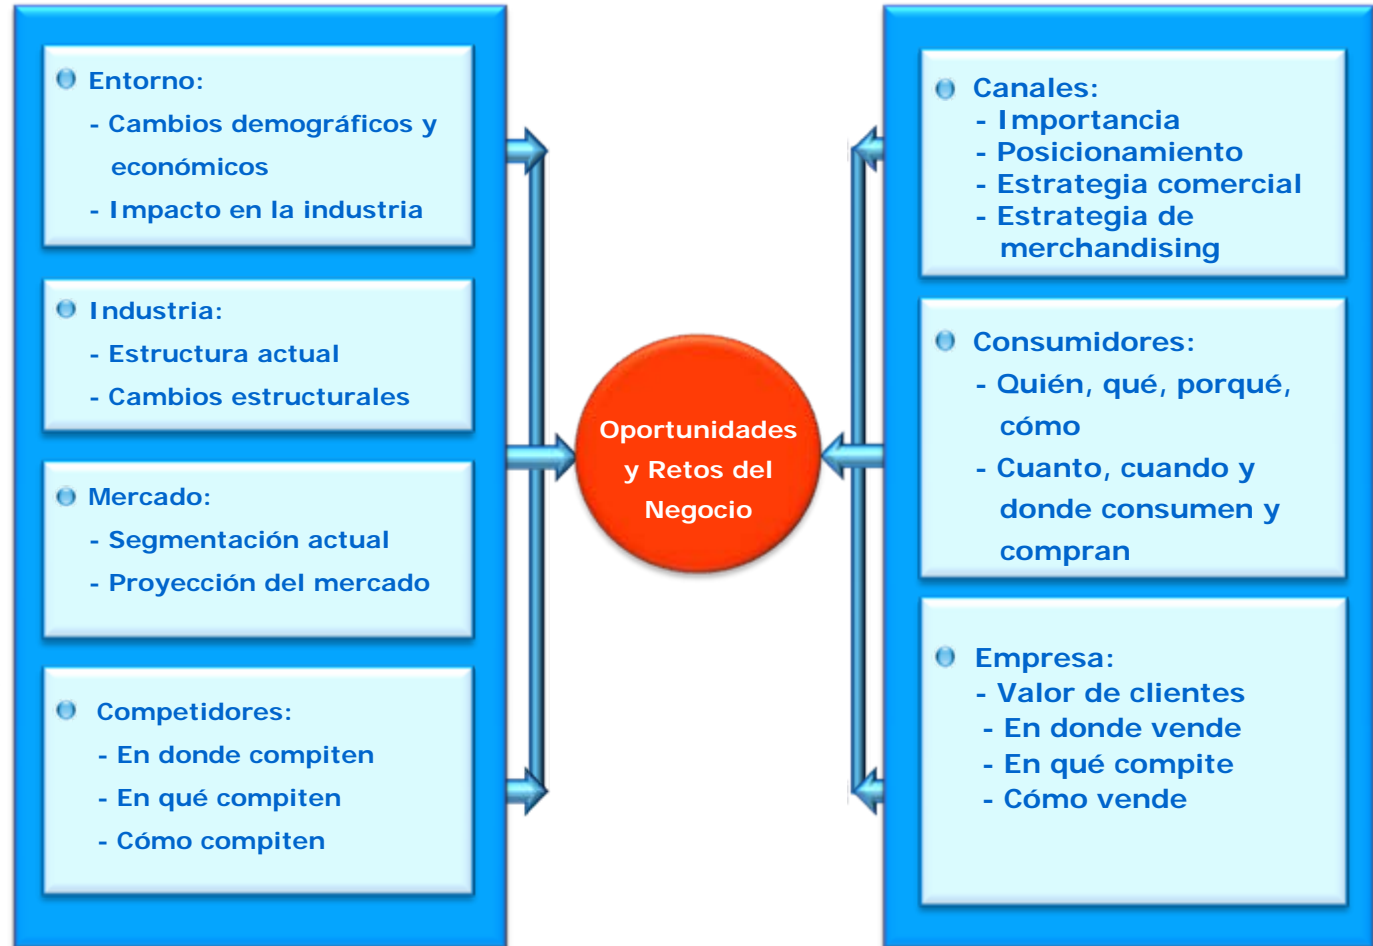 Entorno:
- Cambios demográficos y
económicos
- Impacto en la industria
Industria:
- Estructura actual
- Cambios estructurales
Mercado:
- Segmentación actual
- Proyección del mercado
Competidores:
- En donde compiten
- En qué compiten
- Cómo compiten
Oportunidades
y Retos del
Negocio
Canales:
- Importancia
- Posicionamiento
- Estrategia comercial
- Estrategia de
merchandising
Consumidores:
- Quién, qué, porqué,
cómo
- Cuanto, cuando y
donde consumen y
compran
Empresa:
- Valor de clientes
- En donde vende
- En qué compite
- Cómo vende